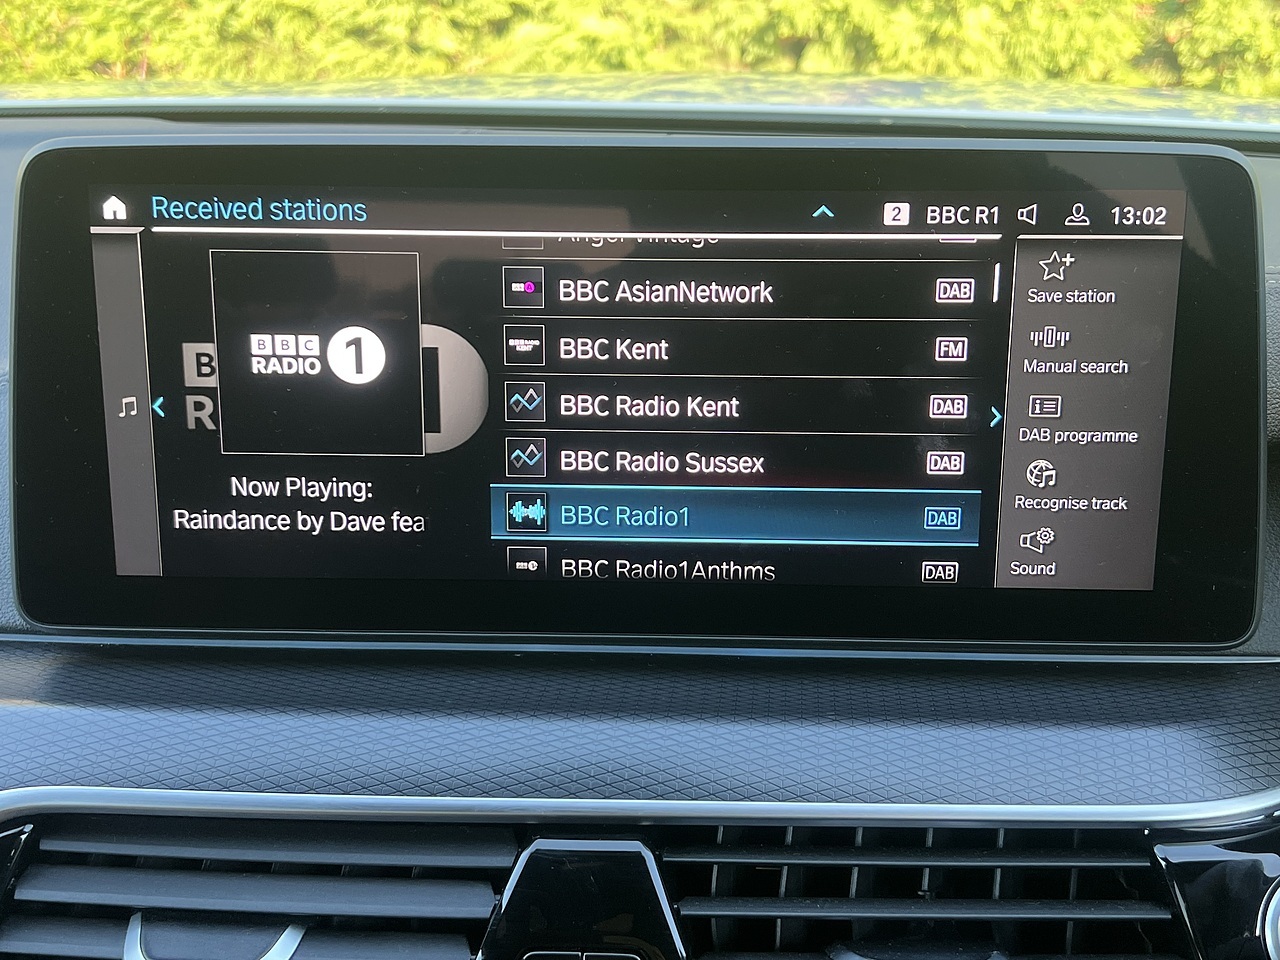 Received stations
2 BBC R1 13:02
Angel Vintage
BBC AsianNetwork DAB
BBC Kent FM
BBC Radio Kent DAB
BBC Radio Sussex DAB
BBC Radio1 DAB
BBC Radio1Anthms DAB
BBC
RADIO 1
B
R
Now Playing:
Raindance by Dave fea
Save station
Manual search
DAB programme
Recognise track
Sound